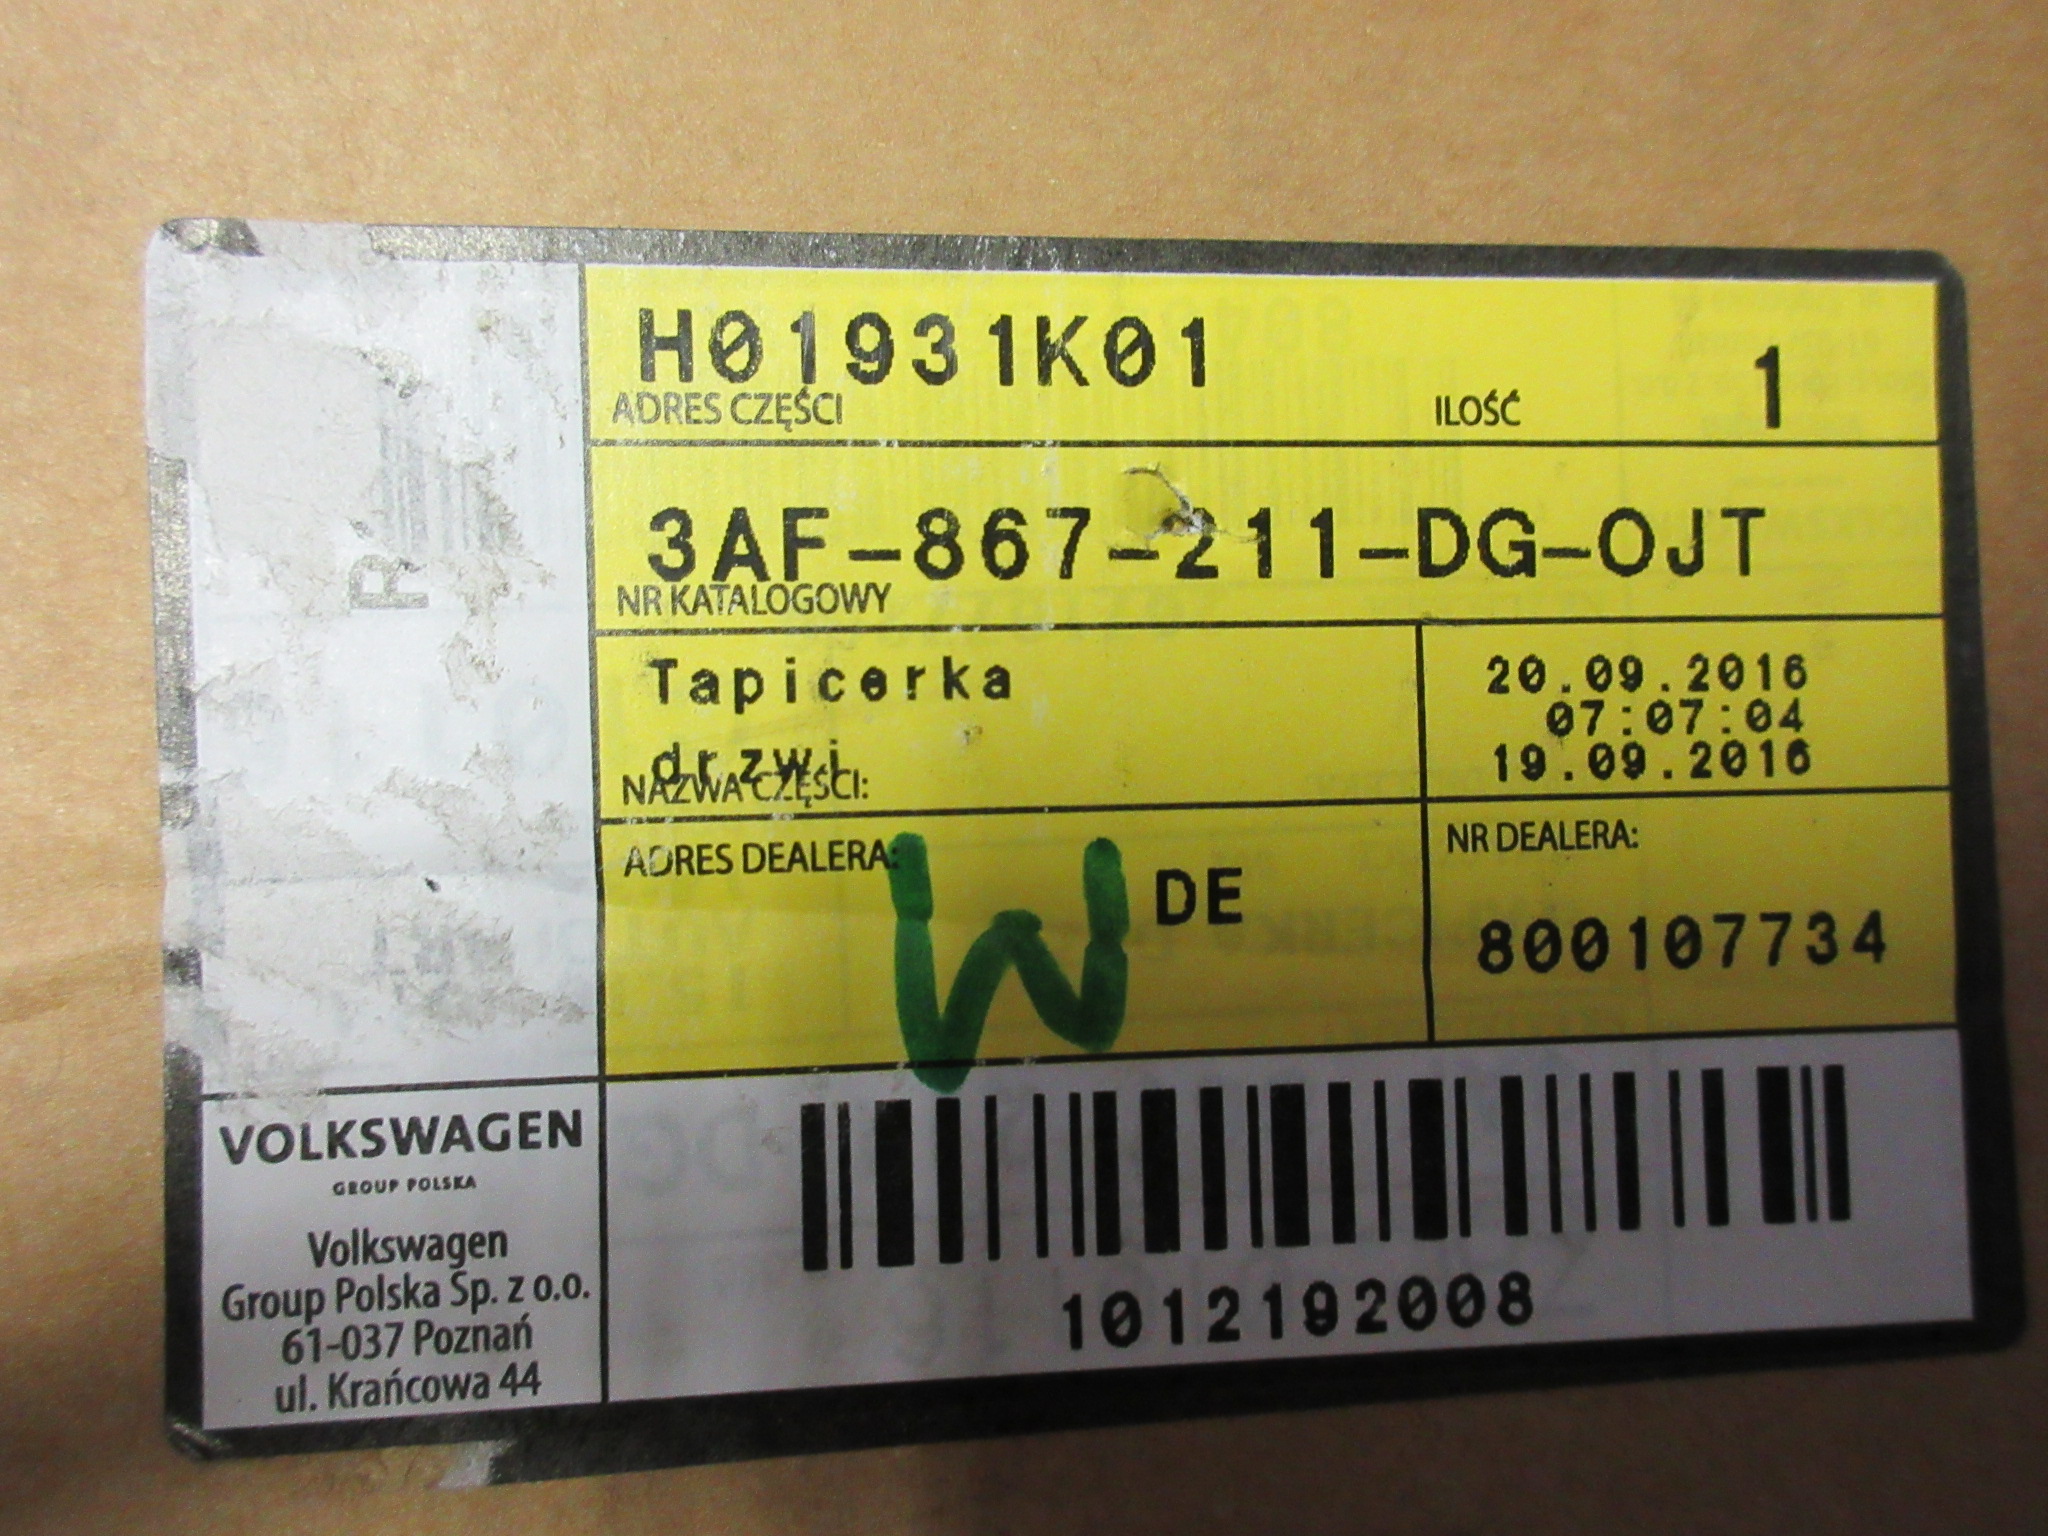 H01931K01
ADRES CZĘŚCI
ILOŚĆ
1
3AF-867-211-DG-OJT
NR KATALOGOWY
Tapicerka
drzwi
NAZWA CZĘŚCI:
20.09.2016
07:07:04
19.09.2016
ADRES DEALERA:
W
DE
NR DEALERA:
800107734
VOLKSWAGEN
GROUP POLSKA
Volkswagen
Group Polska Sp. z o.o.
61-037 Poznań
ul. Krańcowa 44
1012192008